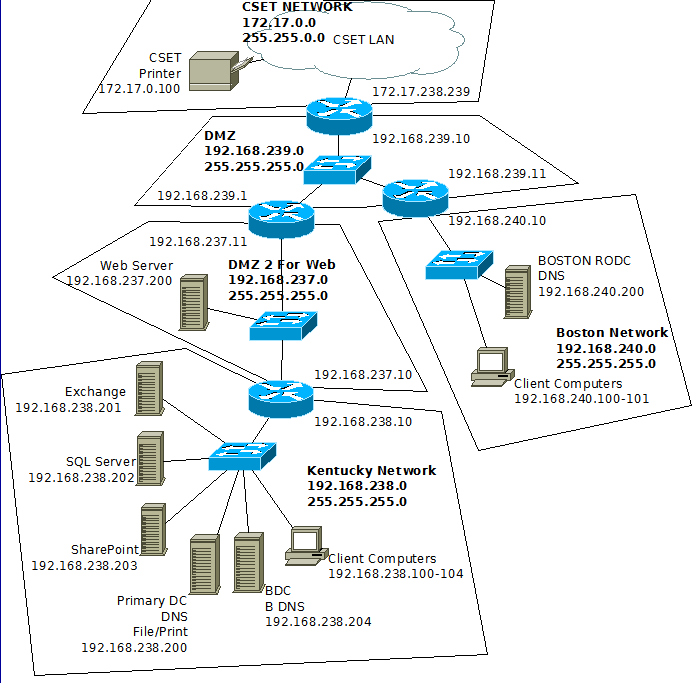 CSET NETWORK
172.17.0.0
255.255.0.0
CSET LAN
CSET
Printer
172.17.0.100
172.17.238.239
DMZ
192.168.239.0
255.255.255.0
192.168.239.10
192.168.239.11
192.168.239.1
192.168.240.10
192.168.237.11
Web Server
192.168.237.200
DMZ 2 For Web
192.168.237.0
255.255.255.0
BOSTON RODC
DNS
192.168.240.200
Boston Network
192.168.240.0
255.255.255.0
Client Computers
192.168.240.100-101
192.168.237.10
Exchange
192.168.238.201
192.168.238.10
SQL Server
192.168.238.202
Kentucky Network
192.168.238.0
255.255.255.0
SharePoint
192.168.238.203
Client Computers
192.168.238.100-104
Primary DC
DNS
File/Print
192.168.238.200
BDC
B DNS
192.168.238.204